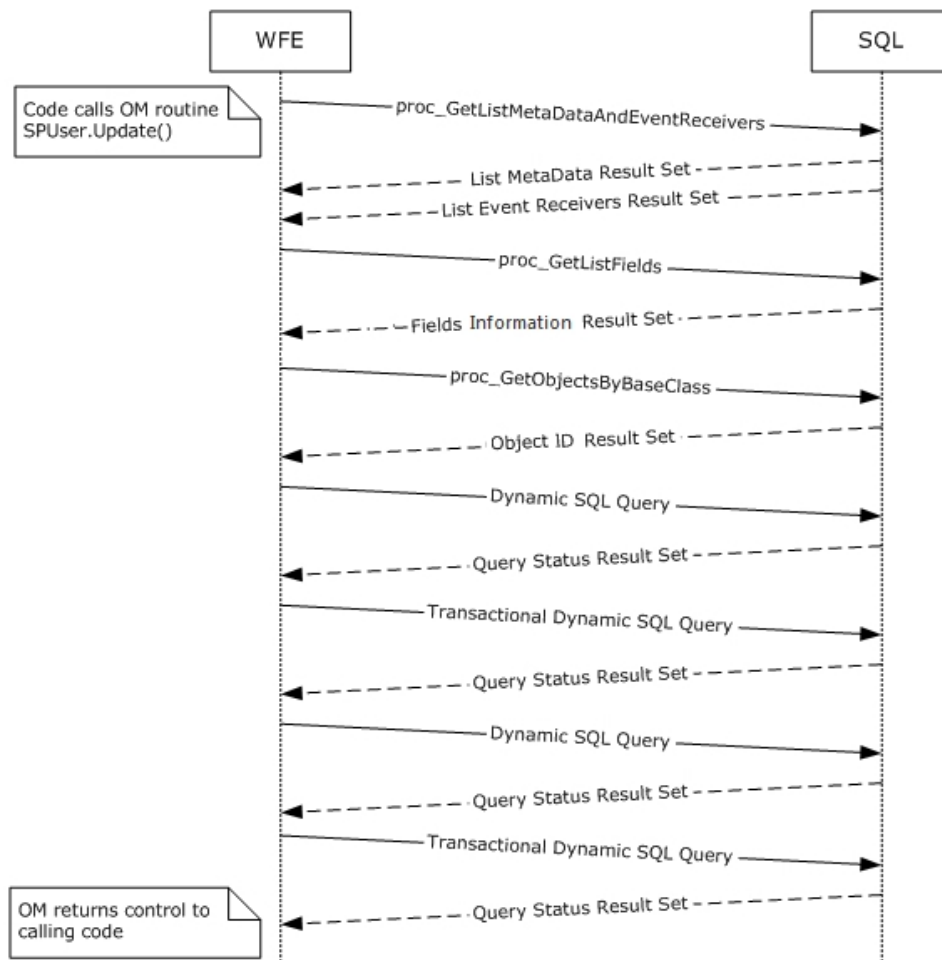 WFE
SQL
Code calls OM routine
SPUser.Update()
proc_GetListMetaDataAndEventReceivers
List MetaData Result Set
List Event Receivers Result Set
proc_GetListFields
Fields Information Result Set
proc_GetObjectsByBaseClass
Object ID Result Set
Dynamic SQL Query
Query Status Result Set
Transactional Dynamic SQL Query
Query Status Result Set
Dynamic SQL Query
Query Status Result Set
Transactional Dynamic SQL Query
Query Status Result Set
OM returns control to
calling code